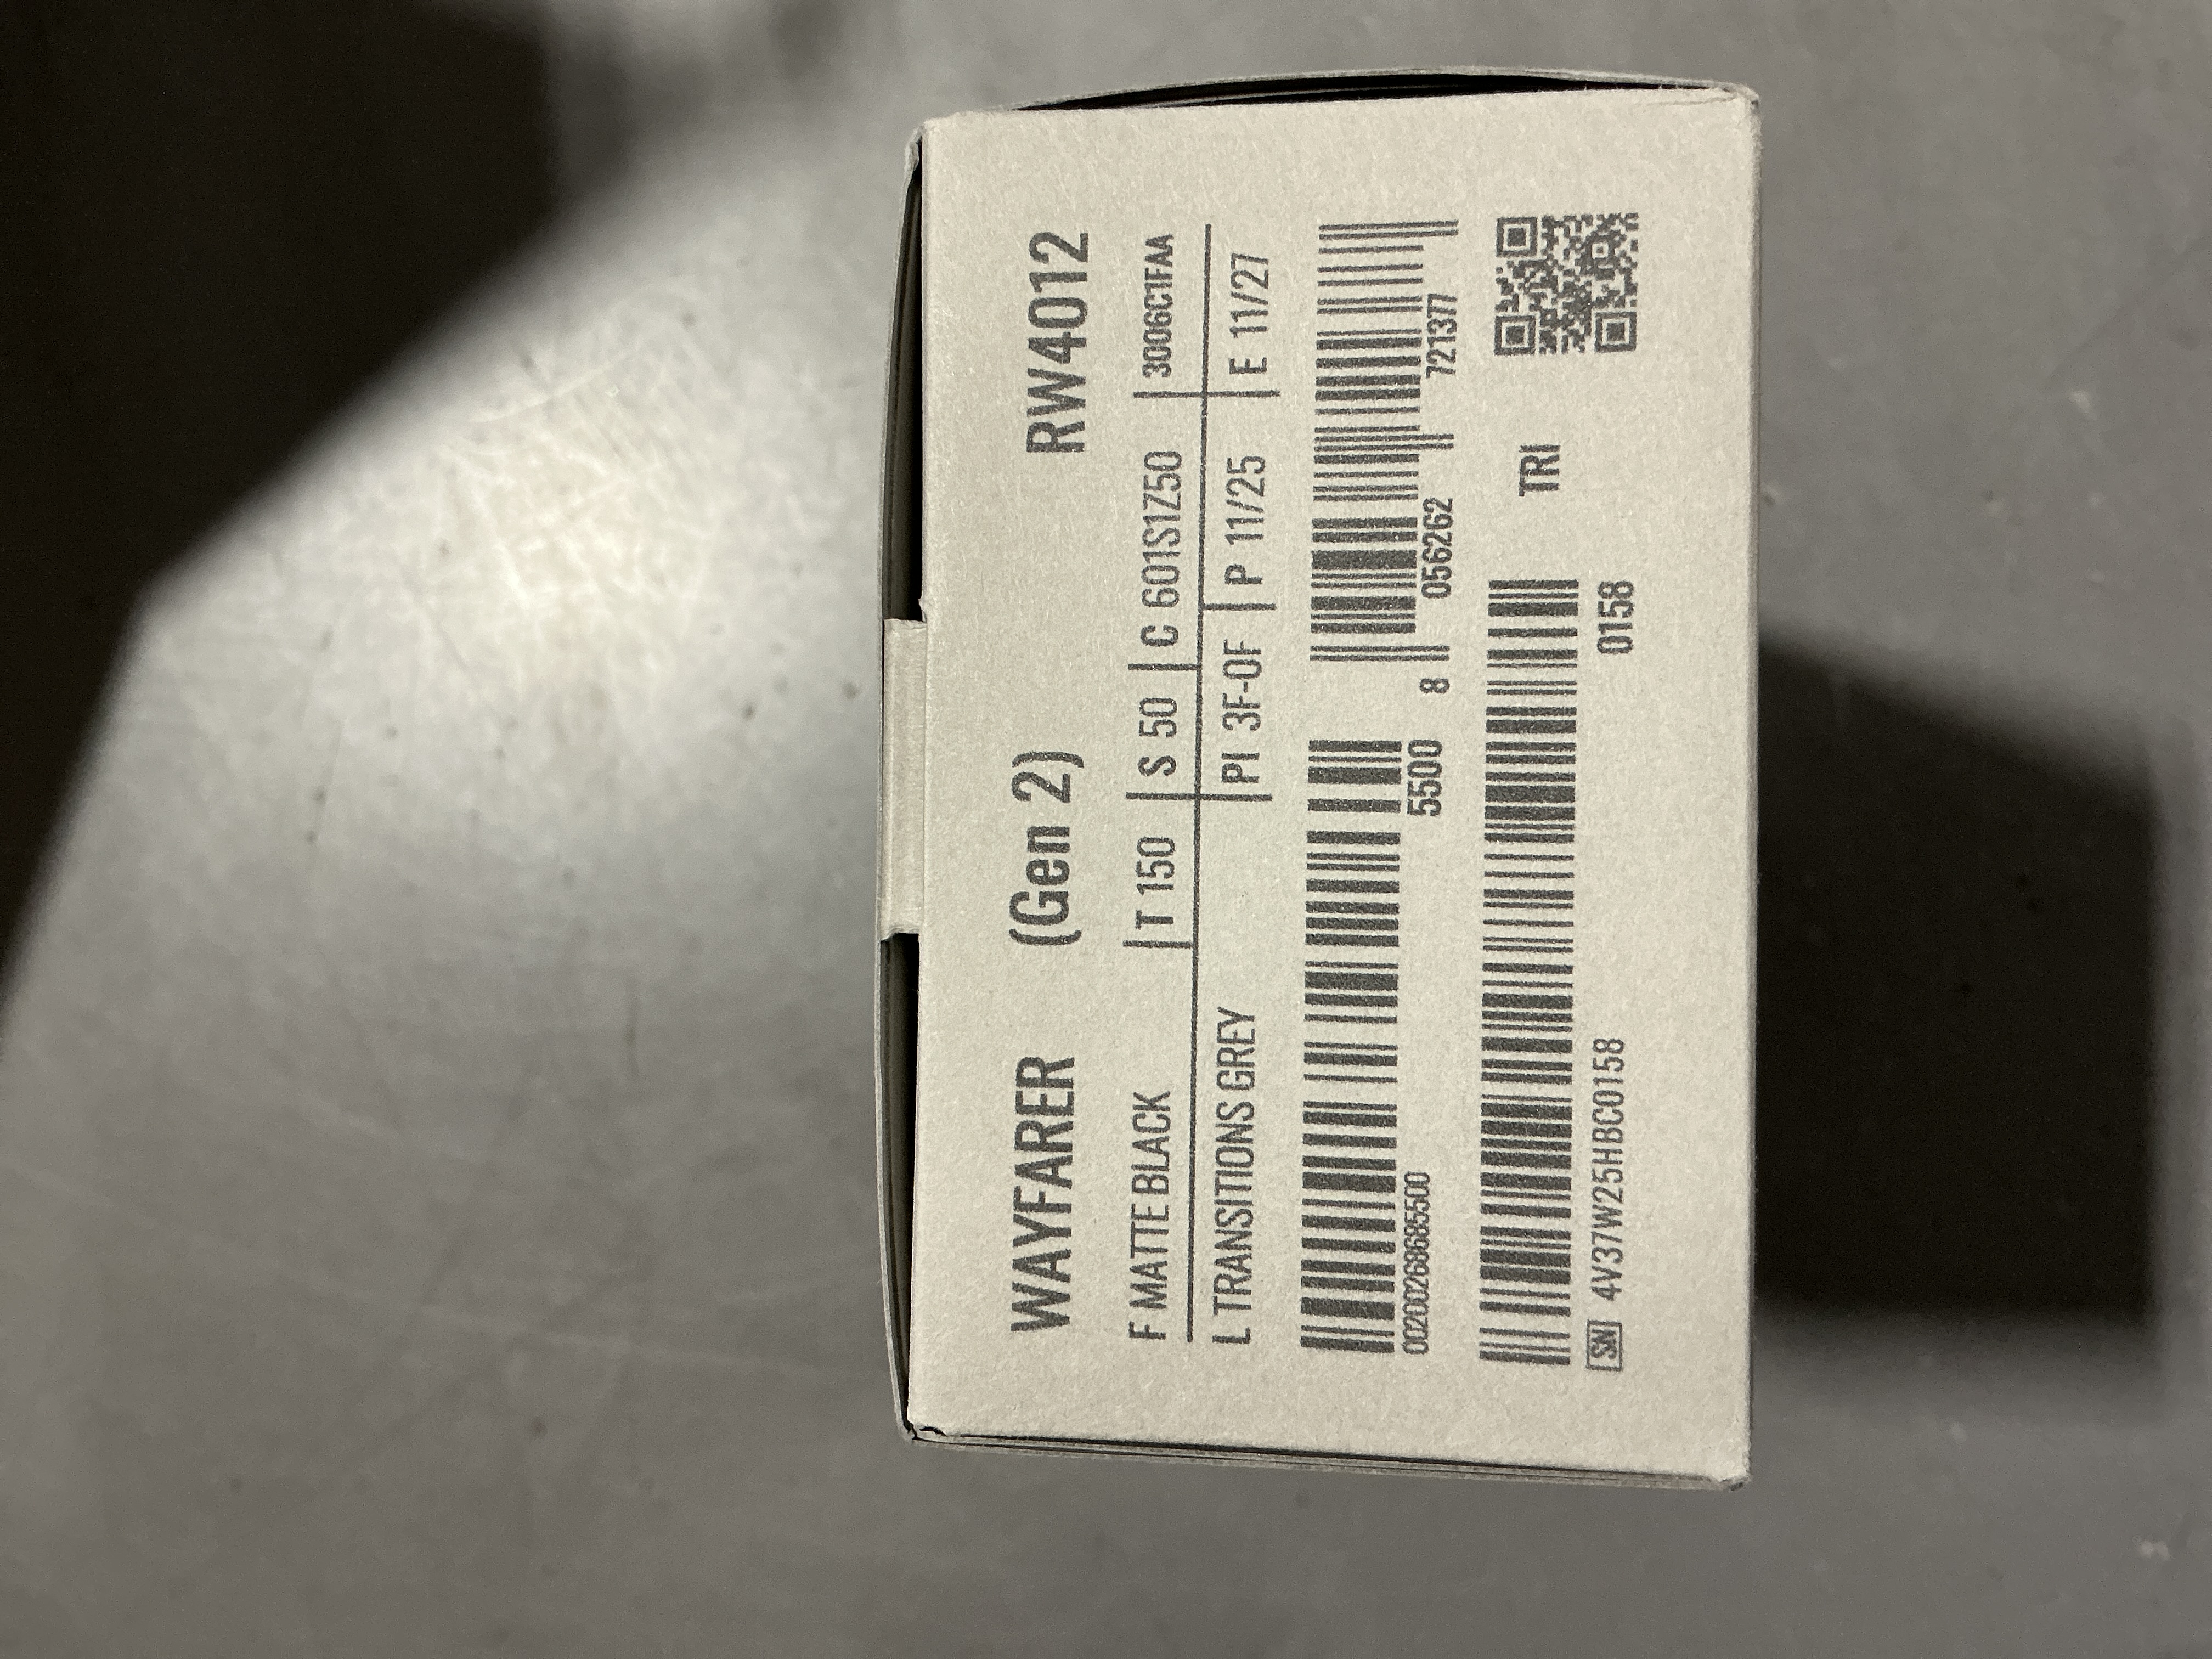 WAYFARER (Gen 2) RW4012
F MATTE BLACK T 150 S 50 C 601S1Z50 3006C1FAA
L TRANSITIONS GREY PI 3F-0F P 11/25 E 11/27
002000268685500 5500 8 056262 721377
TRI
SN 4V37W25HBC0158 0158